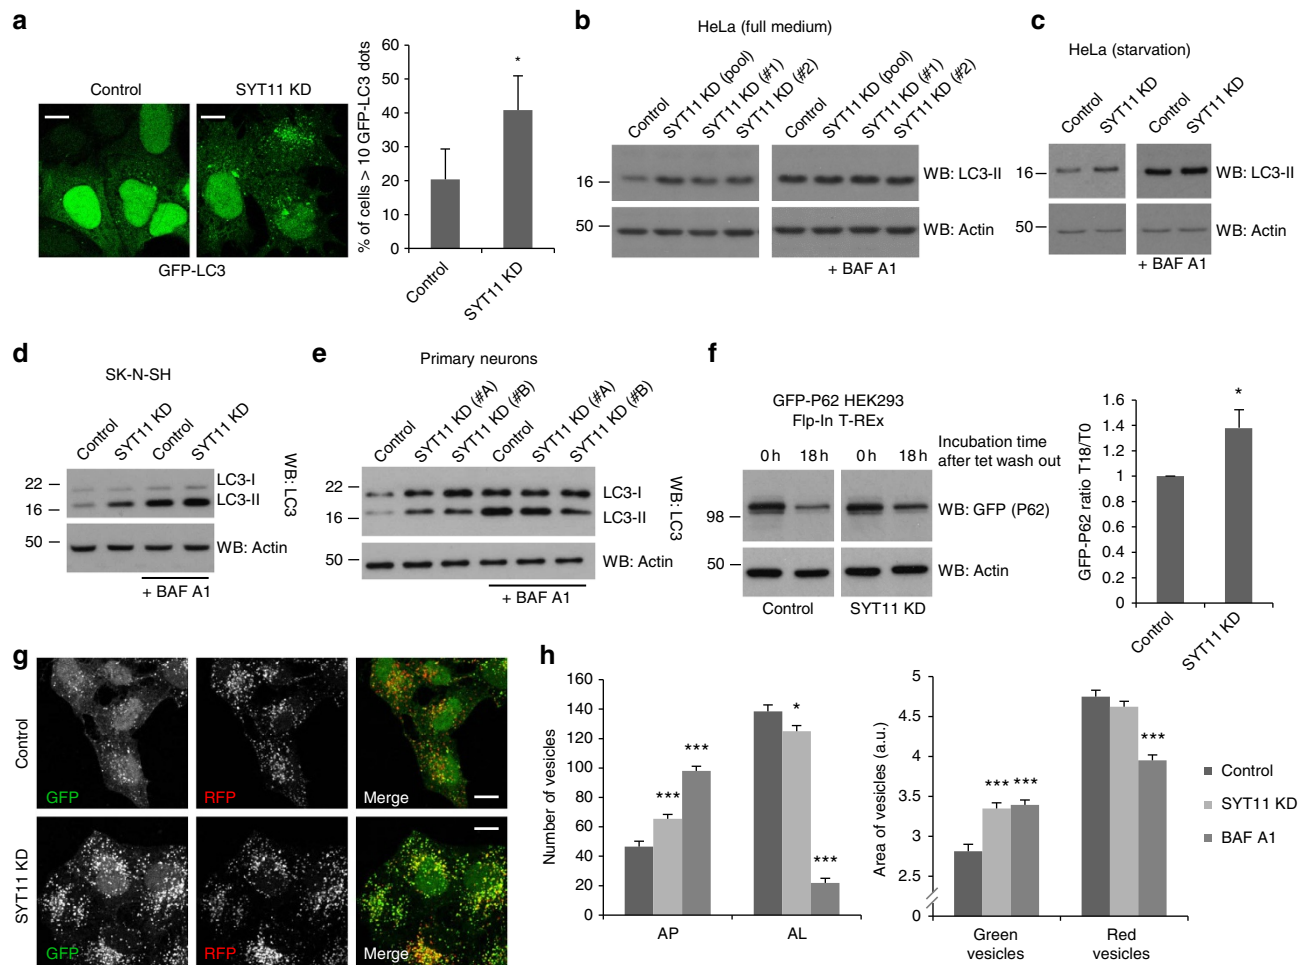 a
Control
SYT11 KD
GFP-LC3
% of cells > 10 GFP-LC3 dots
60
50
40
30
20
10
0
*
Control
SYT11 KD
b
HeLa (full medium)
Control
SYT11 KD (pool)
SYT11 KD (#1)
SYT11 KD (#2)
Control
SYT11 KD (pool)
SYT11 KD (#1)
SYT11 KD (#2)
16
WB: LC3-II
50
WB: Actin
+ BAF A1
c
HeLa (starvation)
Control
SYT11 KD
Control
SYT11 KD
16
WB: LC3-II
50
WB: Actin
+ BAF A1
d
SK-N-SH
Control
SYT11 KD
Control
SYT11 KD
22
LC3-I
16
LC3-II
WB: LC3
50
WB: Actin
+ BAF A1
e
Primary neurons
Control
SYT11 KD (#A)
SYT11 KD (#B)
Control
SYT11 KD (#A)
SYT11 KD (#B)
22
LC3-I
16
LC3-II
WB: LC3
50
WB: Actin
+ BAF A1
f
GFP-P62 HEK293
Flp-In T-REx
0 h
18 h
0 h
18 h
Incubation time
after tet wash out
98
WB: GFP (P62)
50
WB: Actin
Control
SYT11 KD
GFP-P62 ratio T18/T0
1.6
1.4
1.2
1
0.8
0.6
0.4
0.2
0
*
Control
SYT11 KD
g
Control
GFP
RFP
Merge
SYT11 KD
GFP
RFP
Merge
h
Number of vesicles
160
140
120
100
80
60
40
20
0
***
***
*
***
AP
AL
Area of vesicles (a.u.)
5
4.5
4
3.5
3
2.5
0
***
***
***
Green
vesicles
Red
vesicles
Control
SYT11 KD
BAF A1